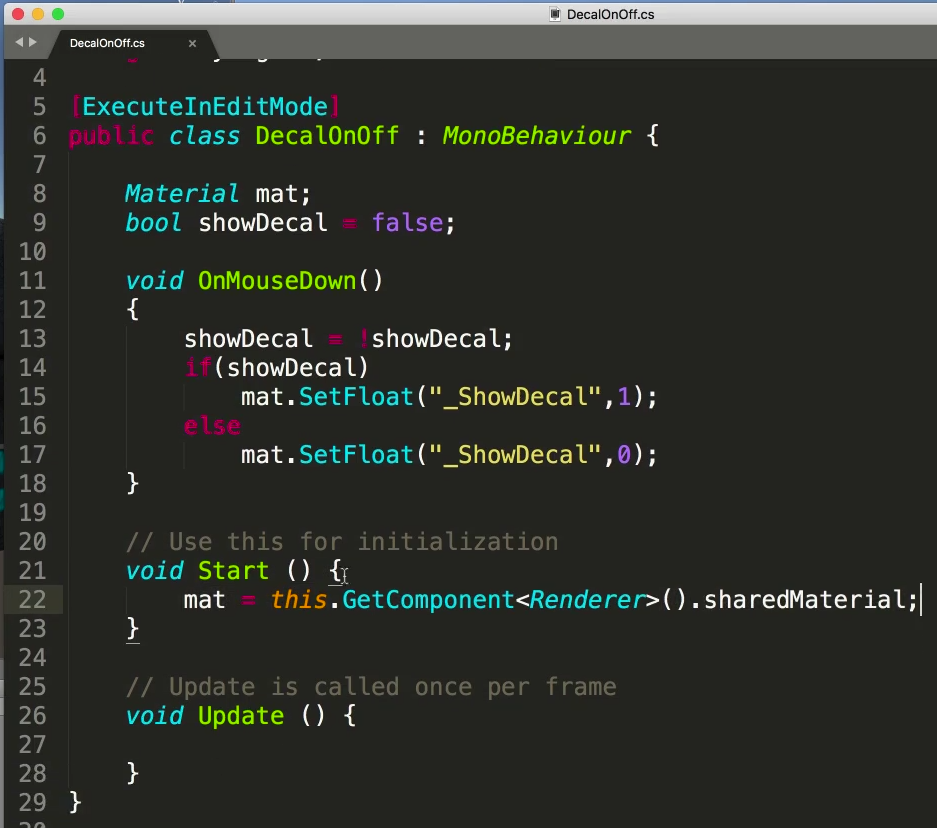 DecalOnOff.cs
DecalOnOff.cs ×
4
5 [ExecuteInEditMode]
6 public class DecalOnOff : MonoBehaviour {
7
8 Material mat;
9 bool showDecal = false;
10
11 void OnMouseDown()
12 {
13 showDecal = !showDecal;
14 if(showDecal)
15 mat.SetFloat("_ShowDecal",1);
16 else
17 mat.SetFloat("_ShowDecal",0);
18 }
19
20 // Use this for initialization
21 void Start () {
22 mat = this.GetComponent<Renderer>().sharedMaterial;
23 }
24
25 // Update is called once per frame
26 void Update () {
27
28 }
29 }